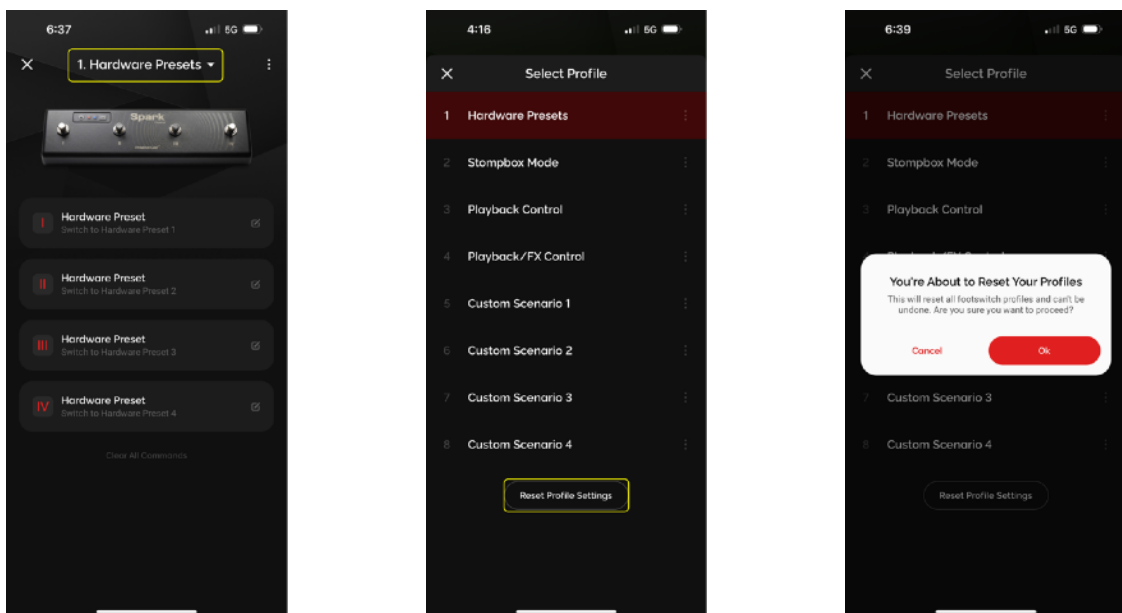 6:37
5G
1. Hardware Presets
Spark
I
Hardware Preset
Switch to Hardware Preset 1
II
Hardware Preset
Switch to Hardware Preset 2
III
Hardware Preset
Switch to Hardware Preset 3
IV
Hardware Preset
Switch to Hardware Preset 4
Clear All Commands
4:16
5G
Select Profile
1 Hardware Presets
2 Stompbox Mode
3 Playback Control
4 Playback/FX Control
5 Custom Scenario 1
6 Custom Scenario 2
7 Custom Scenario 3
8 Custom Scenario 4
Reset Profile Settings
6:39
5G
Select Profile
1 Hardware Presets
2 Stompbox Mode
3 Playback Control
You're About to Reset Your Profiles
This will reset all footswitch profiles and can't be
undone. Are you sure you want to proceed?
Cancel
Ok
7 Custom Scenario 3
8 Custom Scenario 4
Reset Profile Settings